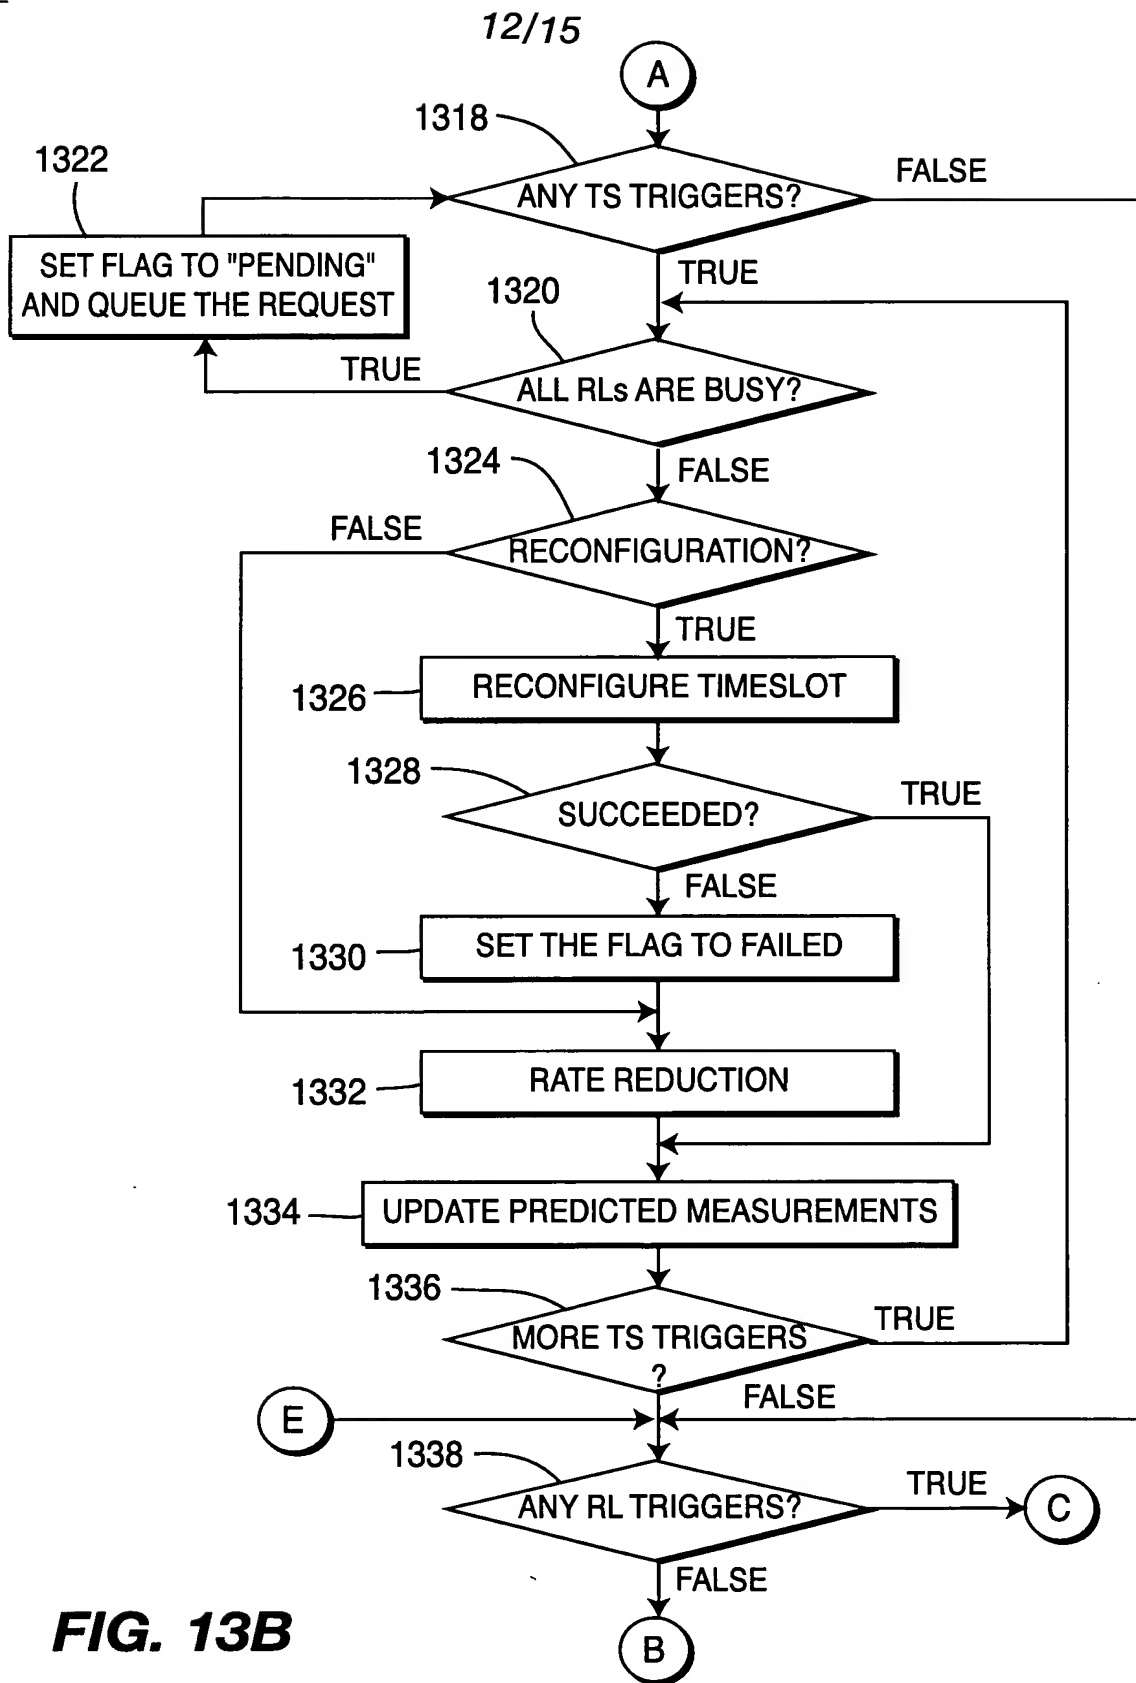 12/15
A
1318
1322
ANY TS TRIGGERS?
FALSE
SET FLAG TO "PENDING"
AND QUEUE THE REQUEST
TRUE
1320
TRUE
ALL RLs ARE BUSY?
1324
FALSE
FALSE
RECONFIGURATION?
TRUE
1326
RECONFIGURE TIMESLOT
1328
TRUE
SUCCEEDED?
FALSE
1330
SET THE FLAG TO FAILED
1332
RATE REDUCTION
1334
UPDATE PREDICTED MEASUREMENTS
1336
MORE TS TRIGGERS
?
TRUE
FALSE
E
1338
ANY RL TRIGGERS?
TRUE
C
FALSE
B
FIG. 13B